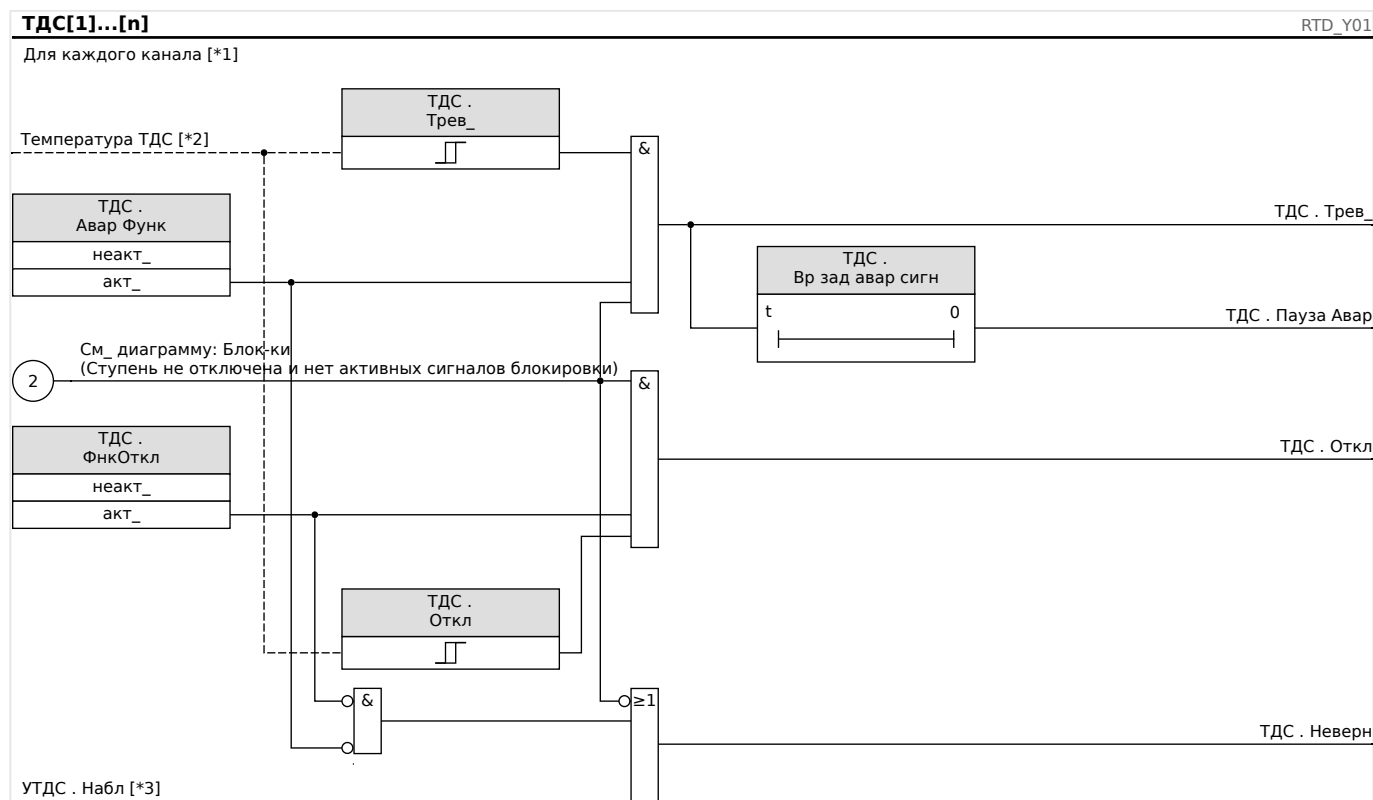 ТДС[1]...[n]
RTD_Y01
Для каждого канала [*1]
ТДС .
Трев_
Температура ТДС [*2]
&
ТДС .
Авар Функ
неакт_
акт_
ТДС . Трев_
ТДС .
Вр зад авар сигн
t 0
ТДС . Пауза Авар
См_ диаграмму: Блок-ки
(Ступень не отключена и нет активных сигналов блокировки)
2
&
ТДС .
ФнкОткл
неакт_
акт_
ТДС . Откл
ТДС .
Откл
&
≥1
ТДС . Неверн
УТДС . Набл [*3]